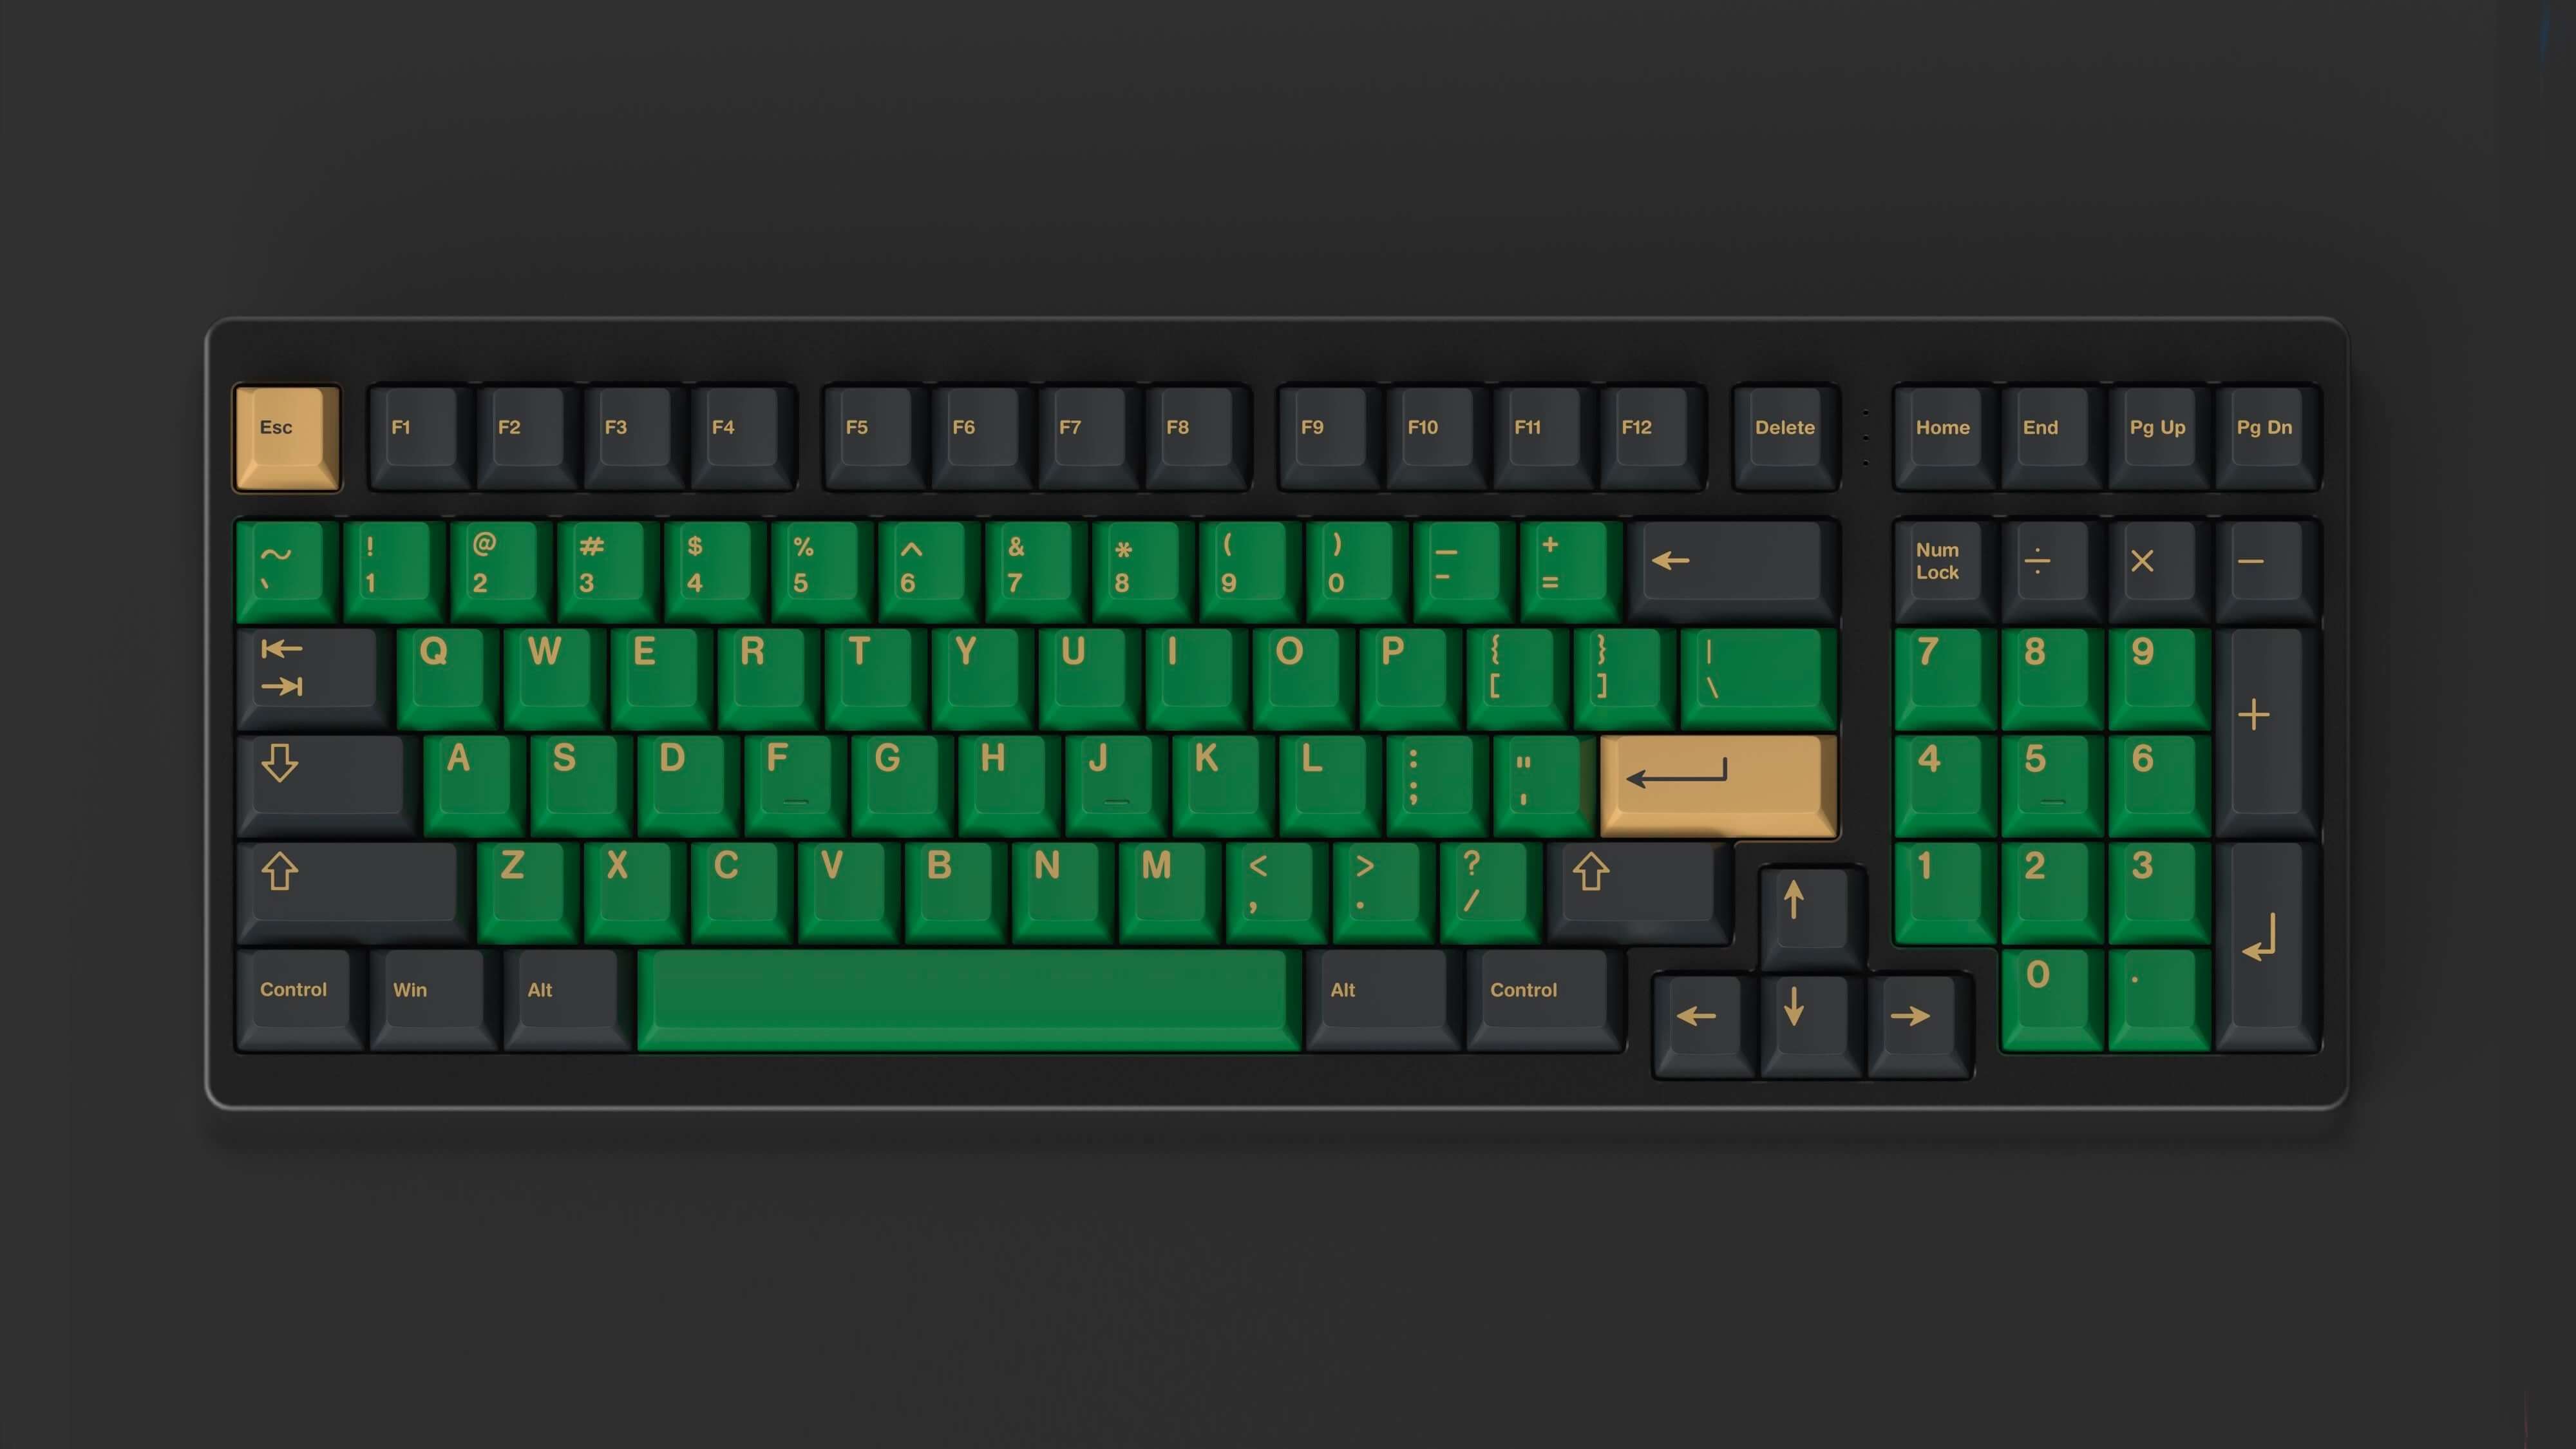 Esc F1 F2 F3 F4 F5 F6 F7 F8 F9 F10 F11 F12 Delete Home End Pg Up Pg Dn
~ ! @ # $ % ^ & * ( ) — +
` 1 2 3 4 5 6 7 8 9 0 - = ← Num Lock ÷ × −
⇤ Q W E R T Y U I O P { } | 7 8 9 +
⇥ [ ] \
⇩ A S D F G H J K L : " ↵ 4 5 6
; '
⇧ Z X C V B N M < > ? ⇧ ↑ 1 2 3 ↵
, . /
Control Win Alt Alt Control ← ↓ → 0 .